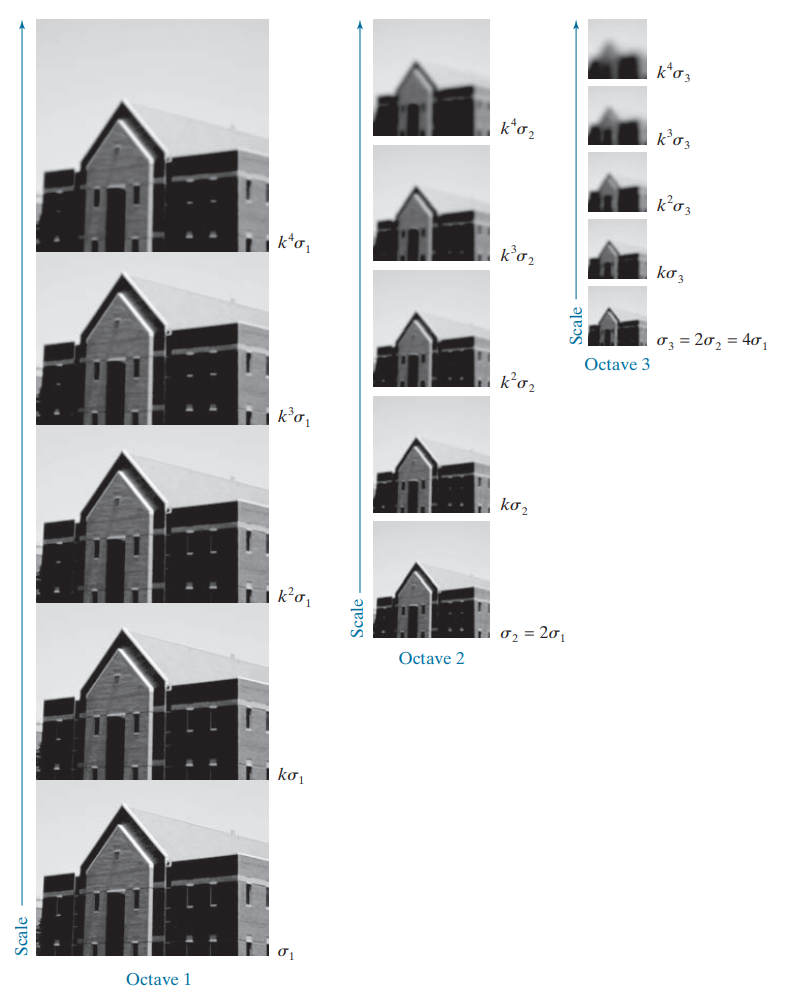 k⁴σ₁
k³σ₁
k²σ₁
kσ₁
σ₁
Scale
Octave 1
k⁴σ₂
k³σ₂
k²σ₂
kσ₂
σ₂ = 2σ₁
Scale
Octave 2
k⁴σ₃
k³σ₃
k²σ₃
kσ₃
σ₃ = 2σ₂ = 4σ₁
Scale
Octave 3